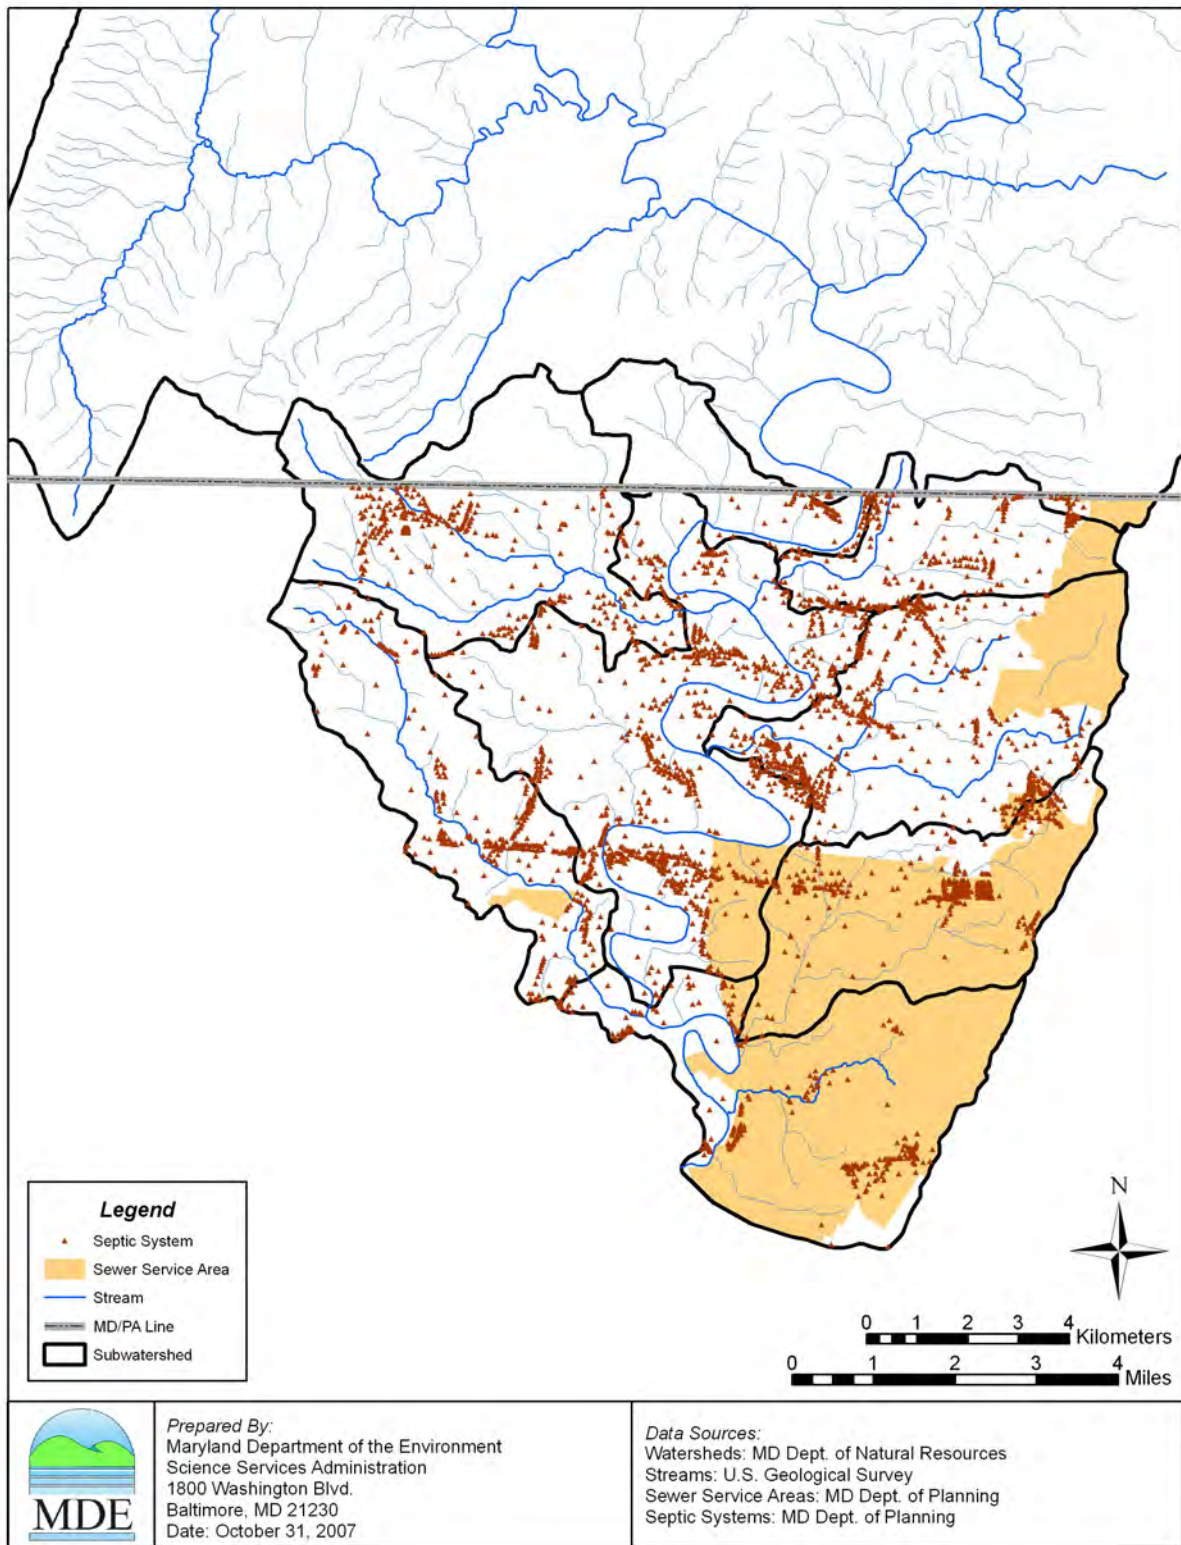 Legend
Septic System
Sewer Service Area
Stream
MD/PA Line
Subwatershed
N
0 1 2 3 4
Kilometers
0 1 2 3 4
Miles
MDE
Prepared By:
Maryland Department of the Environment
Science Services Administration
1800 Washington Blvd.
Baltimore, MD 21230
Date: October 31, 2007
Data Sources:
Watersheds: MD Dept. of Natural Resources
Streams: U.S. Geological Survey
Sewer Service Areas: MD Dept. of Planning
Septic Systems: MD Dept. of Planning